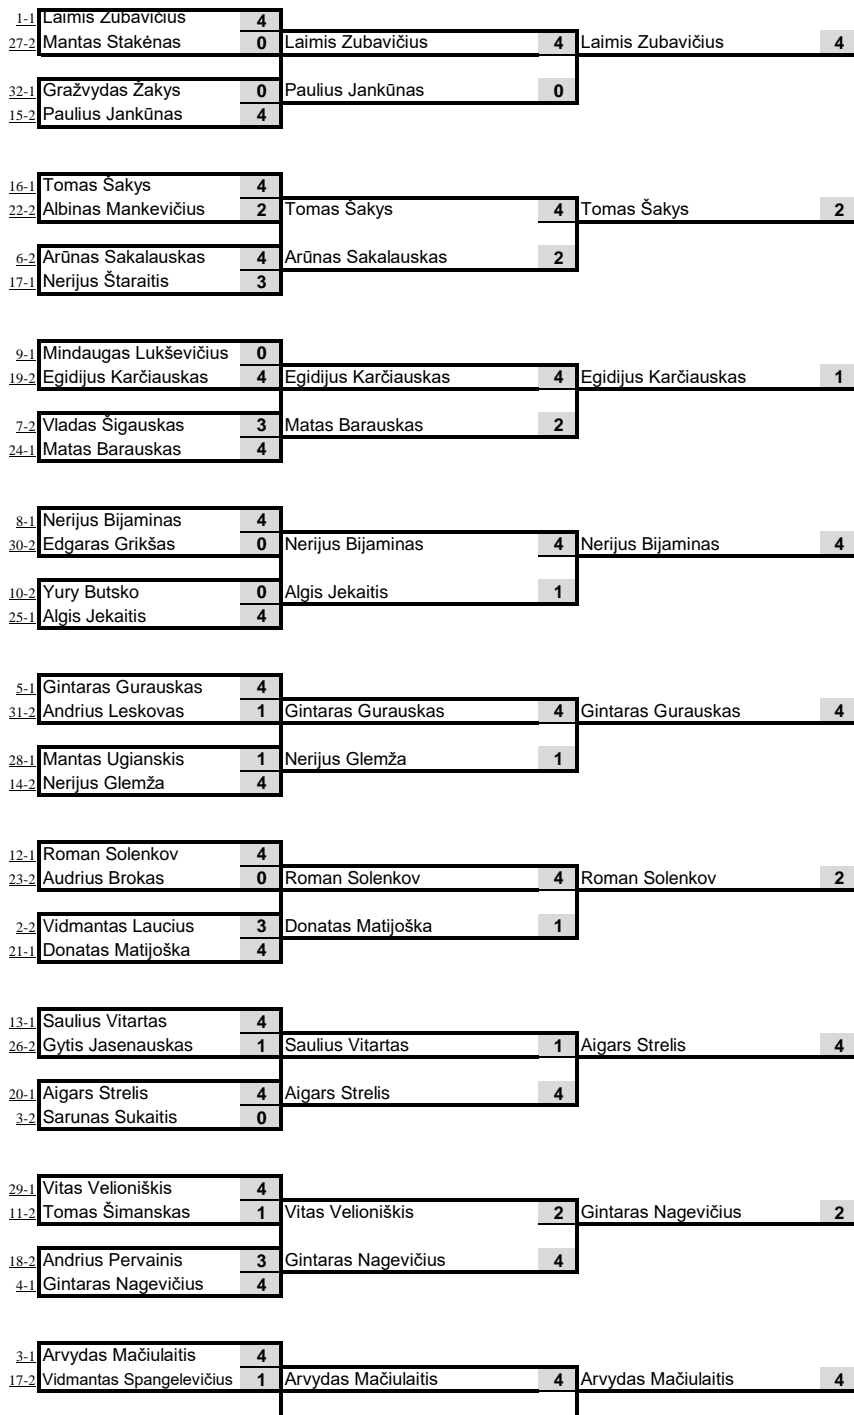 1-1 Laimis Zubavičius 4
27-2 Mantas Stakėnas 0 Laimis Zubavičius 4 Laimis Zubavičius 4
32-1 Gražvydas Žakys 0 Paulius Jankūnas 0
15-2 Paulius Jankūnas 4
16-1 Tomas Šakys 4
22-2 Albinas Mankevičius 2 Tomas Šakys 4 Tomas Šakys 2
6-2 Arūnas Sakalauskas 4 Arūnas Sakalauskas 2
17-1 Nerijus Štaraitis 3
9-1 Mindaugas Lukševičius 0
19-2 Egidijus Karčiauskas 4 Egidijus Karčiauskas 4 Egidijus Karčiauskas 1
7-2 Vladas Šigauskas 3 Matas Barauskas 2
24-1 Matas Barauskas 4
8-1 Nerijus Bijaminas 4
30-2 Edgaras Grikšas 0 Nerijus Bijaminas 4 Nerijus Bijaminas 4
10-2 Yury Butsko 0 Algis Jekaitis 1
25-1 Algis Jekaitis 4
5-1 Gintaras Gurauskas 4
31-2 Andrius Leskovas 1 Gintaras Gurauskas 4 Gintaras Gurauskas 4
28-1 Mantas Ugianskis 1 Nerijus Glemža 1
14-2 Nerijus Glemža 4
12-1 Roman Solenkov 4
23-2 Audrius Brokas 0 Roman Solenkov 4 Roman Solenkov 2
2-2 Vidmantas Laucius 3 Donatas Matijoška 1
21-1 Donatas Matijoška 4
13-1 Saulius Vitartas 4
26-2 Gytis Jasenauskas 1 Saulius Vitartas 1 Aigars Strelis 4
20-1 Aigars Strelis 4 Aigars Strelis 4
3-2 Sarunas Sukaitis 0
29-1 Vitas Velioniškis 4
11-2 Tomas Šimanskas 1 Vitas Velioniškis 2 Gintaras Nagevičius 2
18-2 Andrius Pervainis 3 Gintaras Nagevičius 4
4-1 Gintaras Nagevičius 4
3-1 Arvydas Mačiulaitis 4
17-2 Vidmantas Spangelevičius 1 Arvydas Mačiulaitis 4 Arvydas Mačiulaitis 4